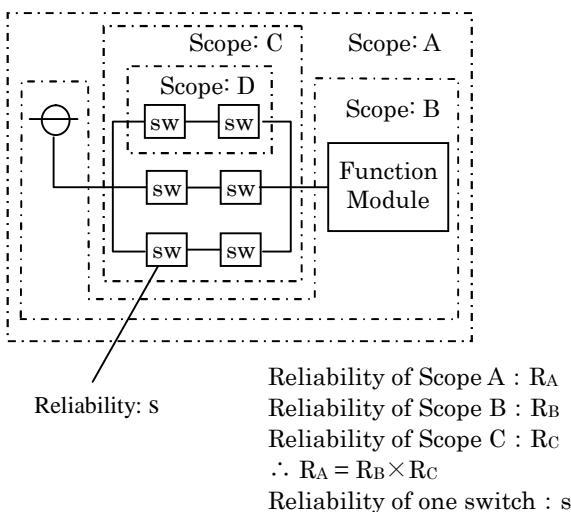 Scope: C
Scope: A
Scope: D
Scope: B
sw sw
Function
Module
sw sw
sw sw
Reliability: s
Reliability of Scope A : RA
Reliability of Scope B : RB
Reliability of Scope C : RC
∴ RA = RB×RC
Reliability of one switch : s